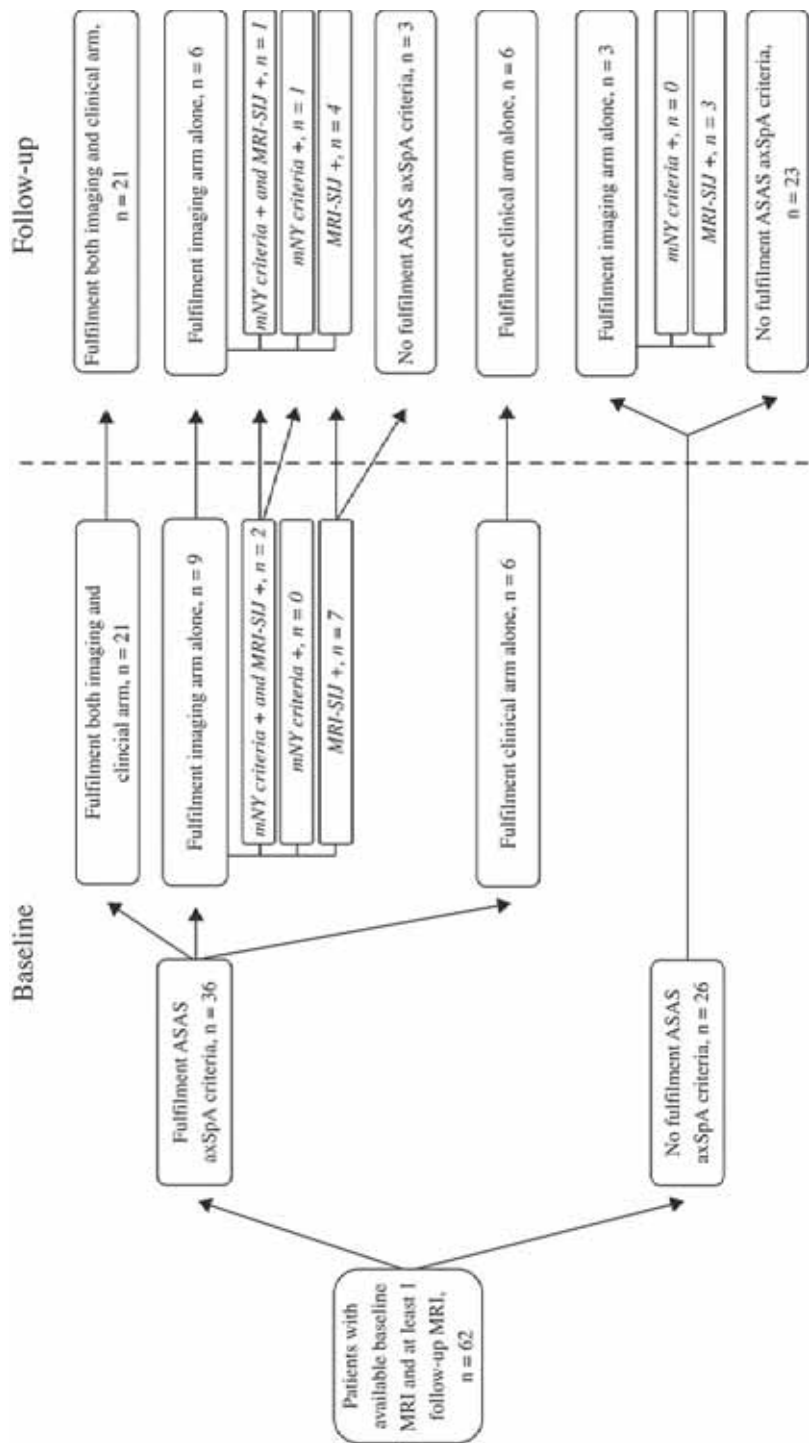 Baseline
Follow-up
Patients with
available baseline
MRI and at least 1
follow-up MRI,
n = 62
Fulfilment ASAS
axSpA criteria, n = 36
No fulfilment ASAS
axSpA criteria, n = 26
Fulfilment both imaging and
clincial arm, n = 21
Fulfilment imaging arm alone, n = 9
mNY criteria + and MRI-SIJ +, n = 2
mNY criteria +, n = 0
MRI-SIJ +, n = 7
Fulfilment clinical arm alone, n = 6
Fulfilment both imaging and clinical arm,
n = 21
Fulfilment imaging arm alone, n = 6
mNY criteria + and MRI-SIJ +, n = 1
mNY criteria +, n = 1
MRI-SIJ +, n = 4
No fulfilment ASAS axSpA criteria, n = 3
Fulfilment clinical arm alone, n = 6
Fulfilment imaging arm alone, n = 3
mNY criteria +, n = 0
MRI-SIJ +, n = 3
No fulfilment ASAS axSpA criteria,
n = 23